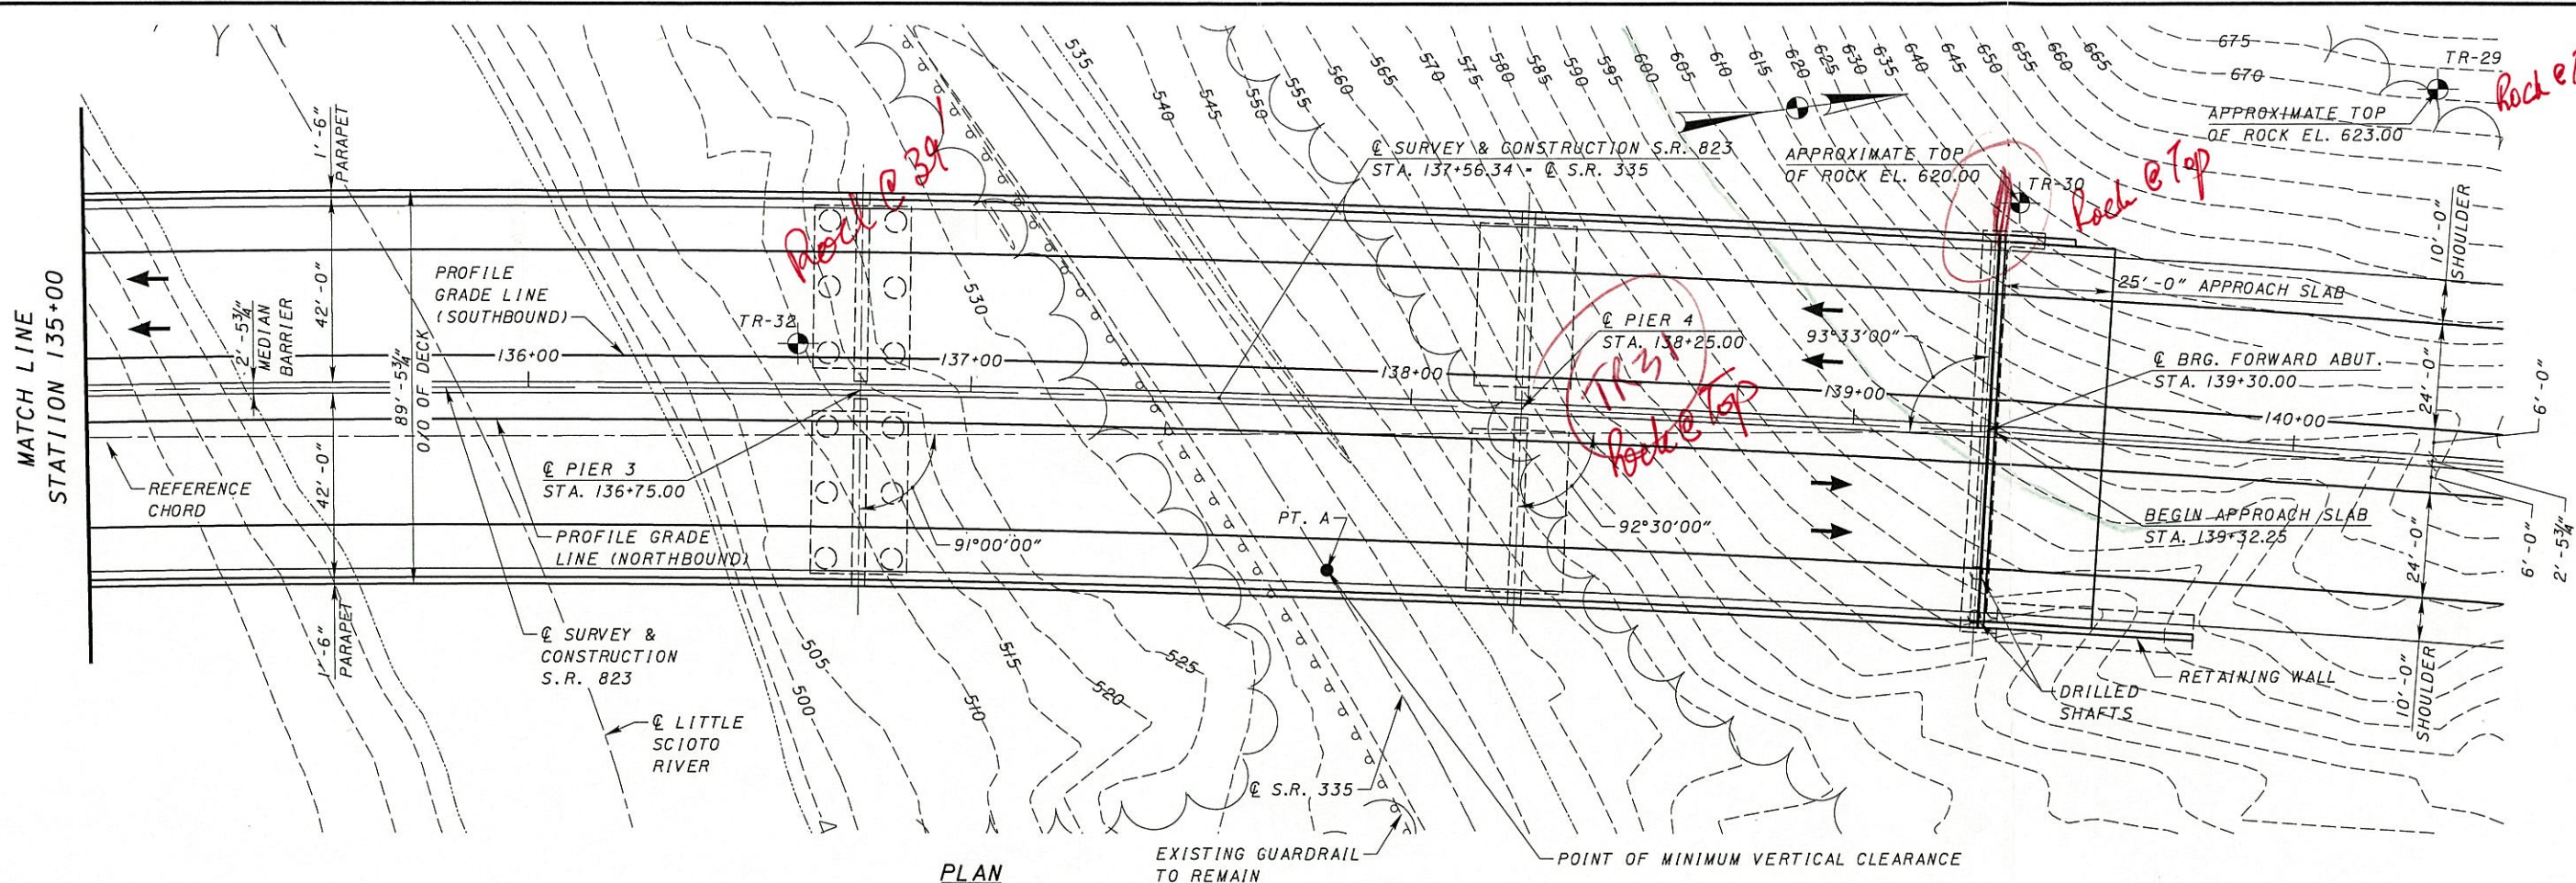 MATCH LINE
STATIION 135+00
1'-6"
PARAPET
42'-0"
2'-5¾"
MEDIAN
BARRIER
42'-0"
89'-5¾"
O/O OF DECK
1'-6"
PARAPET
PROFILE
GRADE LINE
(SOUTHBOUND)
136+00
REFERENCE
CHORD
℄ PIER 3
STA. 136+75.00
PROFILE GRADE
LINE (NORTHBOUND)
℄ SURVEY &
CONSTRUCTION
S.R. 823
℄ LITTLE
SCIOTO
RIVER
TR-32
Rock @ 39'
137+00
91°00'00"
500
505
510
515
520
525
530
535
540
545
550
555
560
565
570
575
580
585
590
595
600
605
610
615
620
625
630
635
640
645
650
655
660
665
670
675
℄ SURVEY & CONSTRUCTION S.R. 823
STA. 137+56.34 = ℄ S.R. 335
138+00
℄ PIER 4
STA. 138+25.00
TR31
Rock @ Top
92°30'00"
PT. A
℄ S.R. 335
EXISTING GUARDRAIL
TO REMAIN
POINT OF MINIMUM VERTICAL CLEARANCE
APPROXIMATE TOP
OF ROCK EL. 620.00
TR-30
Rock @ Top
TR-29
APPROXIMATE TOP
OF ROCK EL. 623.00
Rock @
93°33'00"
139+00
25'-0" APPROACH SLAB
℄ BRG. FORWARD ABUT.
STA. 139+30.00
140+00
BEGIN APPROACH SLAB
STA. 139+32.25
RETAINING WALL
DRILLED
SHAFTS
10'-0"
SHOULDER
24'-0"
24'-0"
10'-0"
SHOULDER
6'-0"
6'-0"
2'-5¾"
PLAN